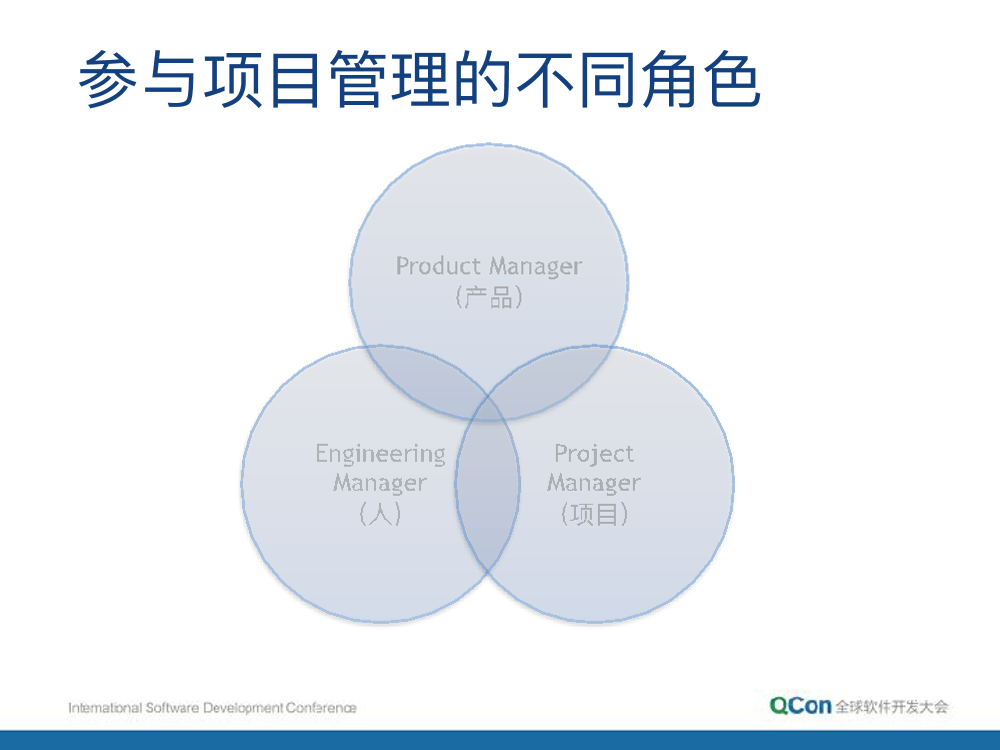 参与项目管理的不同角色
Product Manager
(产品)
Engineering
Manager
(人)
Project
Manager
(项目)
International Software Development Conference
QCon 全球软件开发大会